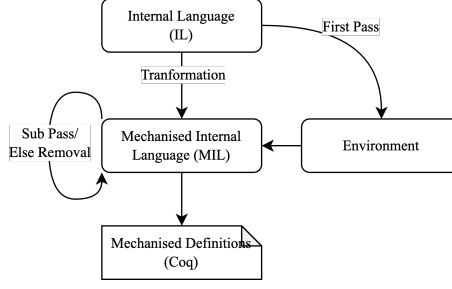 Internal Language
(IL)
First Pass
Tranformation
Sub Pass/
Else Removal
Mechanised Internal
Language (MIL)
Environment
Mechanised Definitions
(Coq)